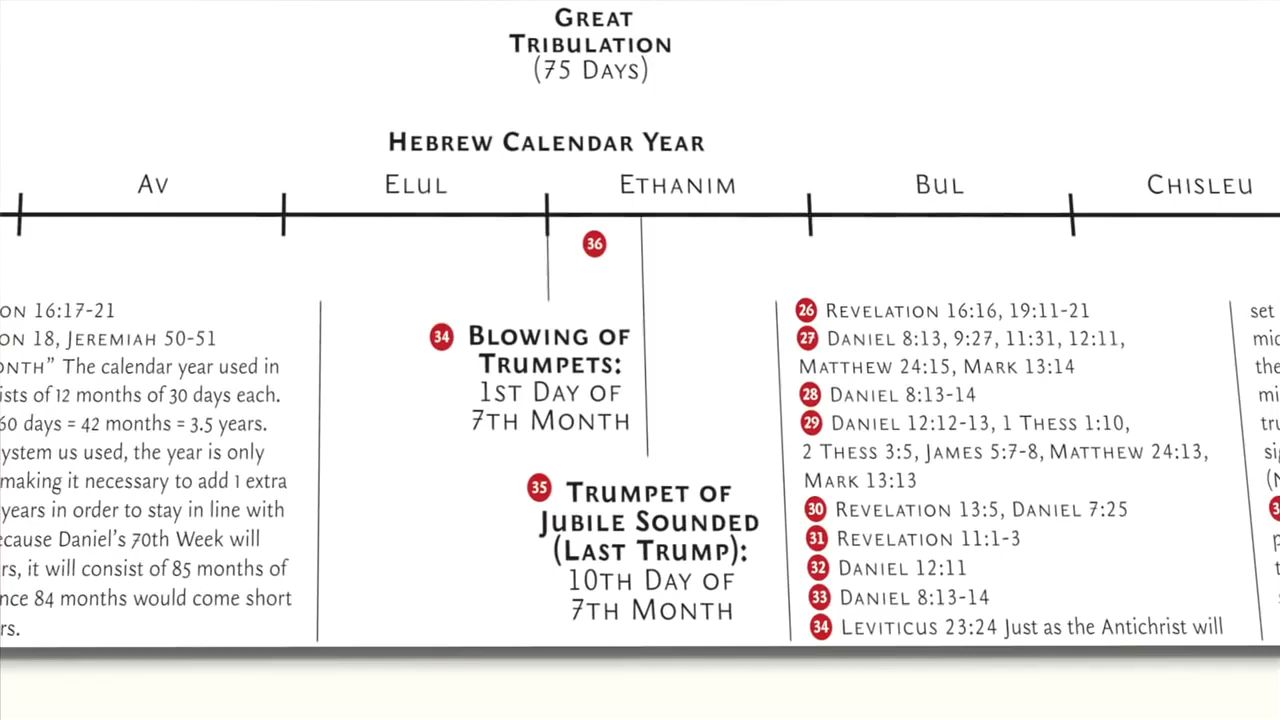 GREAT
TRIBULATION
(75 DAYS)
HEBREW CALENDAR YEAR
AV
ELUL
ETHANIM
BUL
CHISLEU
36
34 BLOWING OF
TRUMPETS:
1ST DAY OF
7TH MONTH
35 TRUMPET OF
JUBILE SOUNDED
(LAST TRUMP):
10TH DAY OF
7TH MONTH
ON 16:17-21
ON 18, JEREMIAH 50-51
ONTH” The calendar year used in
ists of 12 months of 30 days each.
60 days = 42 months = 3.5 years.
ystem us used, the year is only
making it necessary to add 1 extra
years in order to stay in line with
ecause Daniel's 70th Week will
rs, it will consist of 85 months of
nce 84 months would come short
rs.
26 REVELATION 16:16, 19:11-21
27 DANIEL 8:13, 9:27, 11:31, 12:11,
MATTHEW 24:15, MARK 13:14
28 DANIEL 8:13-14
29 DANIEL 12:12-13, 1 THESS 1:10,
2 THESS 3:5, JAMES 5:7-8, MATTHEW 24:13,
MARK 13:13
30 REVELATION 13:5, DANIEL 7:25
31 REVELATION 11:1-3
32 DANIEL 12:11
33 DANIEL 8:13-14
34 LEVITICUS 23:24 Just as the Antichrist will
set
mid
the
mi
tru
sig
(N